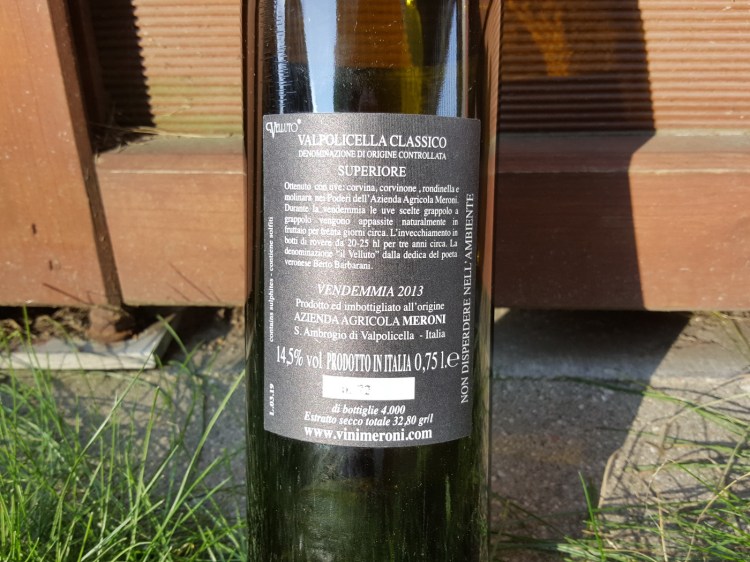 Velluto®
VALPOLICELLA CLASSICO
DENOMINAZIONE DI ORIGINE CONTROLLATA
SUPERIORE
Ottenuto con uve: corvina, corvinone , rondinella e
molinara nei Poderi dell'Azienda Agricola Meroni.
Durante la vendemmia le uve scelte grappolo a
grappolo vengono appassite naturalmente in
fruttaio per trenta giorni circa. L'invecchiamento in
botti di rovere da 20-25 hl per tre anni circa. La
denominazione "il Velluto" dalla dedica del poeta
veronese Berto Barbarani.
VENDEMMIA 2013
Prodotto ed imbottigliato all'origine
AZIENDA AGRICOLA MERONI
S. Ambrogio di Valpolicella - Italia
14,5% vol PRODOTTO IN ITALIA 0,75 l. e
di bottiglie 4.000
Estratto secco totale 32,80 gr/l
www.vinimeroni.com
contains sulphites - contiene solfiti
L.03.19
NON DISPERDERE NELL'AMBIENTE